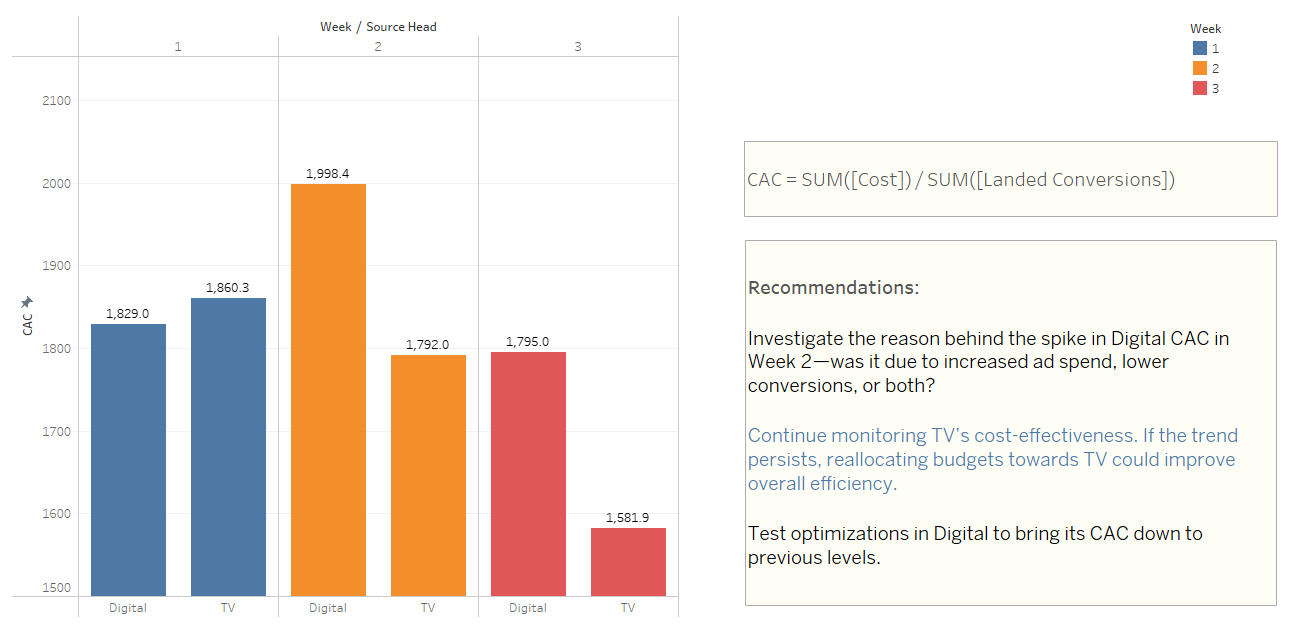 Week / Source Head
1 2 3
2100
2000
1900
1800
1700
1600
1500
CAC
1,829.0
1,860.3
1,998.4
1,792.0
1,795.0
1,581.9
Digital TV Digital TV Digital TV
Week
1
2
3
CAC = SUM([Cost]) / SUM([Landed Conversions])
Recommendations:
Investigate the reason behind the spike in Digital CAC in
Week 2—was it due to increased ad spend, lower
conversions, or both?
Continue monitoring TV's cost-effectiveness. If the trend
persists, reallocating budgets towards TV could improve
overall efficiency.
Test optimizations in Digital to bring its CAC down to
previous levels.